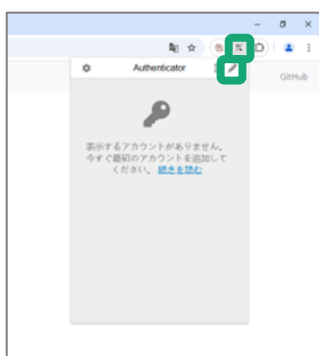 Authenticator
GitHub
表示するアカウントがありません。
今すぐ最初のアカウントを追加して
ください。 続きを読む